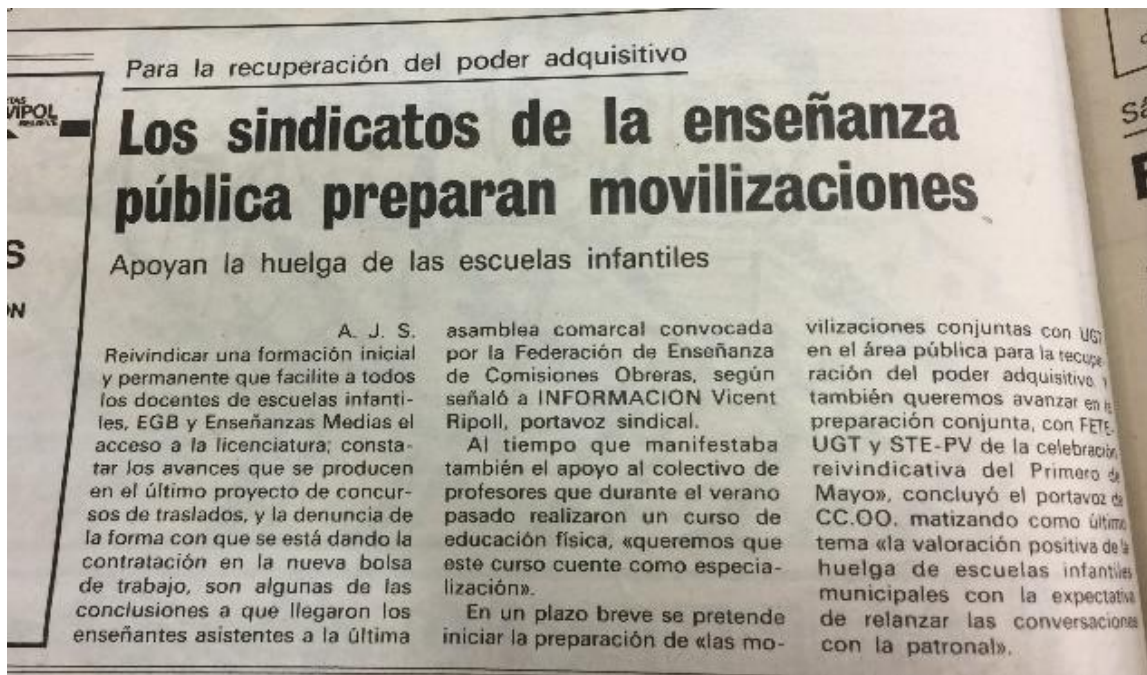 Para la recuperación del poder adquisitivo
Los sindicatos de la enseñanza
pública preparan movilizaciones
Apoyan la huelga de las escuelas infantiles
A. J. S.
Reivindicar una formación inicial
y permanente que facilite a todos
los docentes de escuelas infanti-
les, EGB y Enseñanzas Medias el
acceso a la licenciatura; consta-
tar los avances que se producen
en el último proyecto de concur-
sos de traslados, y la denuncia de
la forma con que se está dando la
contratación en la nueva bolsa
de trabajo, son algunas de las
conclusiones a que llegaron los
enseñantes asistentes a la última
asamblea comarcal convocada
por la Federación de Enseñanza
de Comisiones Obreras, según
señaló a INFORMACION Vicent
Ripoll, portavoz sindical.
Al tiempo que manifestaba
también el apoyo al colectivo de
profesores que durante el verano
pasado realizaron un curso de
educación física, «queremos que
este curso cuente como especia-
lización».
En un plazo breve se pretende
iniciar la preparación de «las mo-
vilizaciones conjuntas con UGT
en el área pública para la recupe-
ración del poder adquisitivo, y
también queremos avanzar en la
preparación conjunta, con FETE-
UGT y STE-PV de la celebración
reivindicativa del Primero de
Mayo», concluyó el portavoz de
CC.OO. matizando como último
tema «la valoración positiva de la
huelga de escuelas infantiles
municipales con la expectativa
de relanzar las conversaciones
con la patronal».